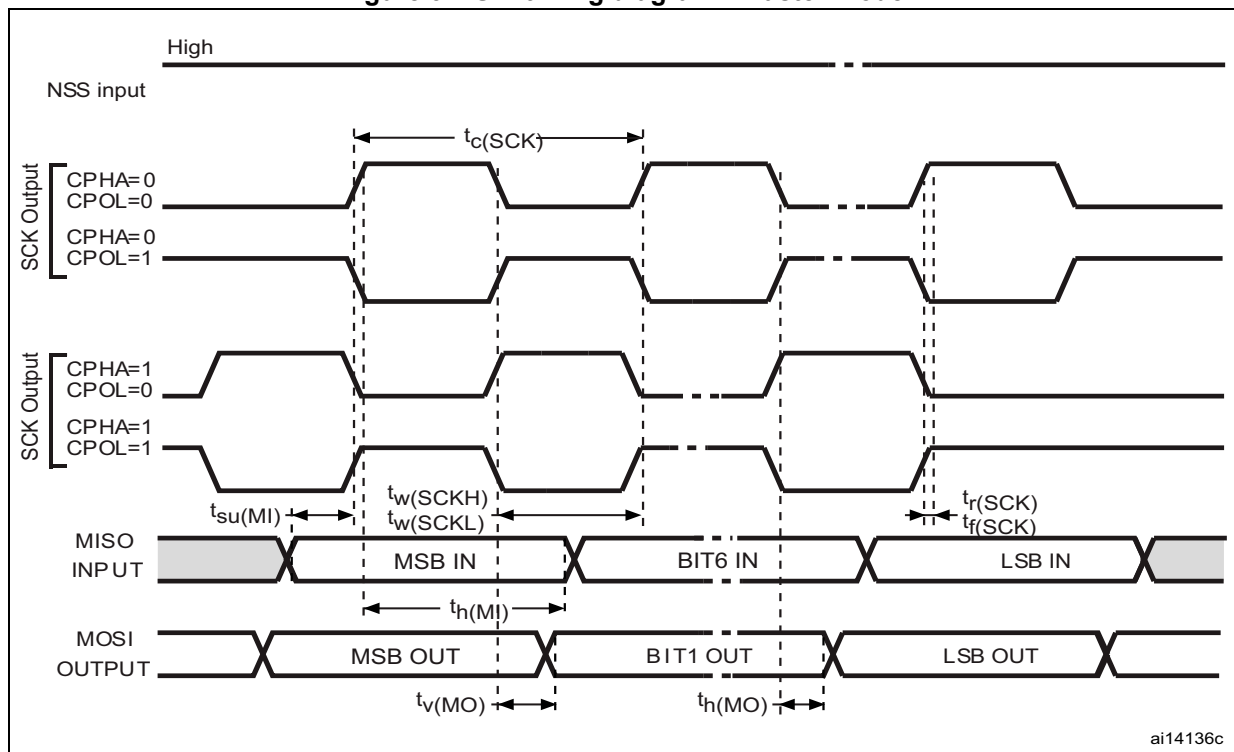 High
NSS input
tc(SCK)
SCK Output
CPHA=0
CPOL=0
CPHA=0
CPOL=1
SCK Output
CPHA=1
CPOL=0
CPHA=1
CPOL=1
tsu(MI)
tw(SCKH)
tw(SCKL)
tr(SCK)
tf(SCK)
MISO
INPUT
MSB IN
BIT6 IN
LSB IN
th(MI)
MOSI
OUTPUT
MSB OUT
BIT1 OUT
LSB OUT
tv(MO)
th(MO)
ai14136c